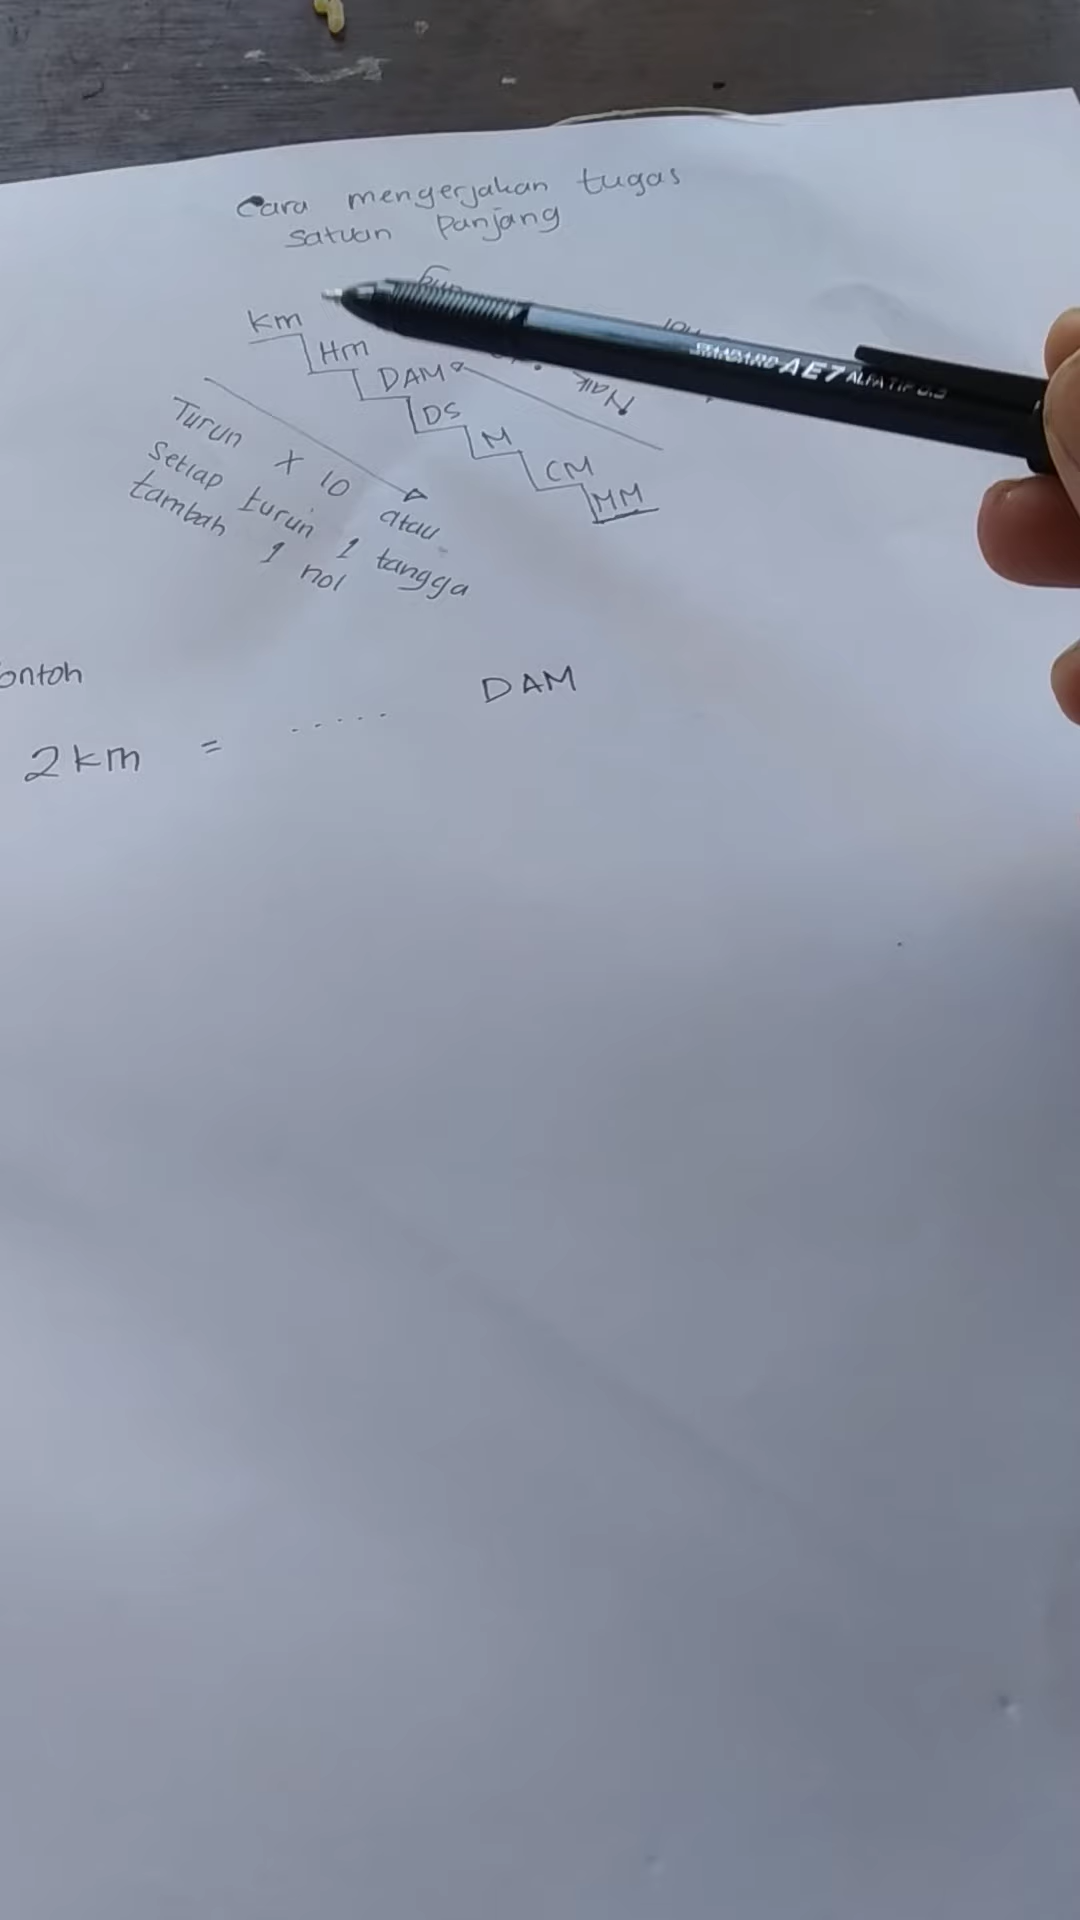 Cara mengerjakan tugas
satuan Panjang
Km
Hm
DAM
DS
M
CM
MM
Naik
Turun x 10 atau
Setiap turun 1 tangga
tambah 1 nol
ontoh
2 km = ..... DAM
STANDARD AE7 ALFA TIP 0.5